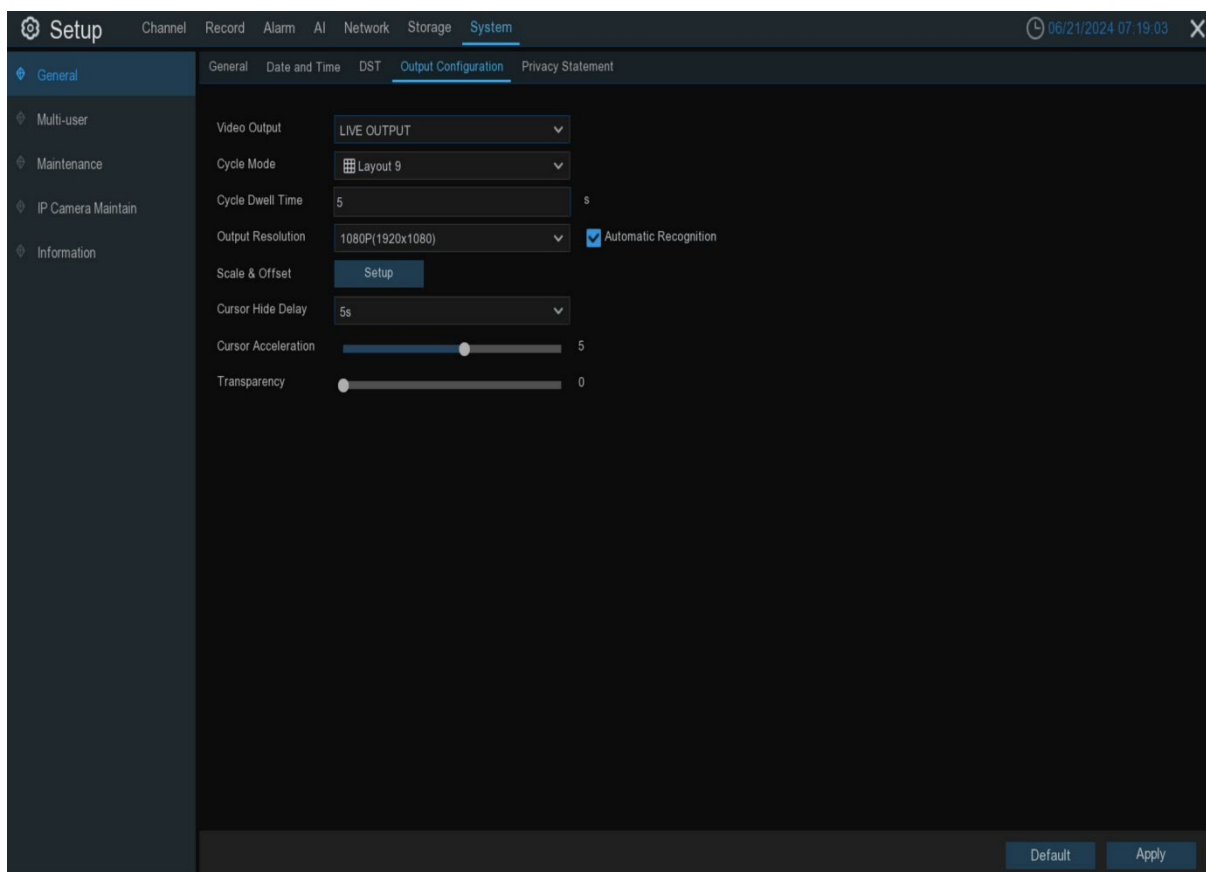 Setup Channel Record Alarm AI Network Storage System 06/21/2024 07:19:03
General
Multi-user
Maintenance
IP Camera Maintain
Information
General Date and Time DST Output Configuration Privacy Statement
Video Output LIVE OUTPUT
Cycle Mode Layout 9
Cycle Dwell Time 5 s
Output Resolution 1080P(1920x1080) Automatic Recognition
Scale & Offset Setup
Cursor Hide Delay 5s
Cursor Acceleration 5
Transparency 0
Default Apply